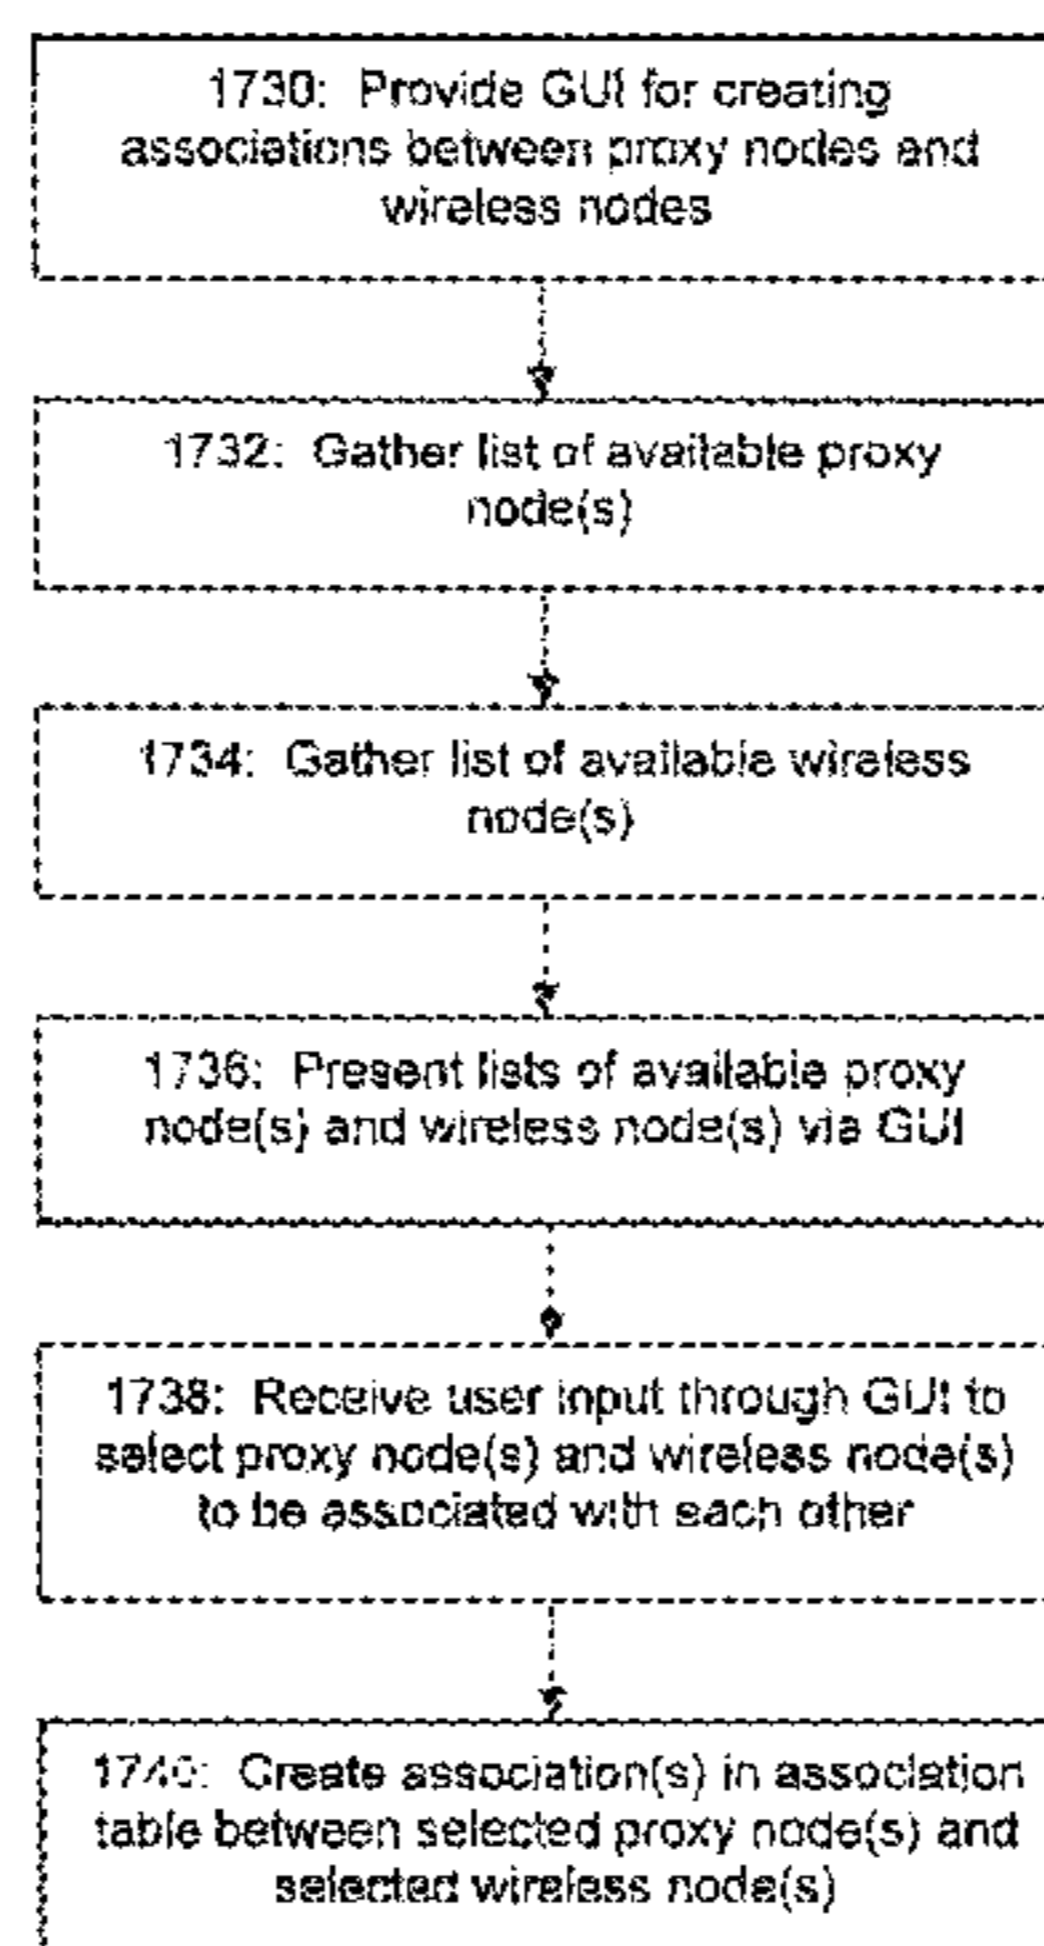 1730: Provide GUI for creating
associations between proxy nodes and
wireless nodes
1732: Gather list of available proxy
node(s)
1734: Gather list of available wireless
node(s)
1736: Present lists of available proxy
node(s) and wireless node(s) via GUI
1738: Receive user input through GUI to
select proxy node(s) and wireless node(s)
to be associated with each other
1740: Create association(s) in association
table between selected proxy node(s) and
selected wireless node(s)